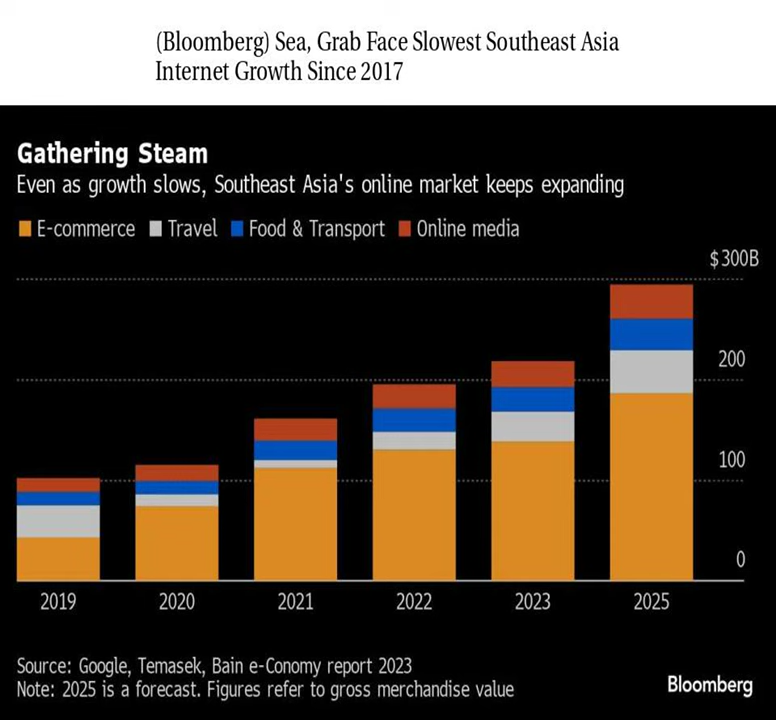 (Bloomberg) Sea, Grab Face Slowest Southeast Asia
Internet Growth Since 2017
Gathering Steam
Even as growth slows, Southeast Asia's online market keeps expanding
E-commerce Travel Food & Transport Online media
$300B
200
100
0
2019 2020 2021 2022 2023 2025
Source: Google, Temasek, Bain e-Conomy report 2023
Note: 2025 is a forecast. Figures refer to gross merchandise value
Bloomberg